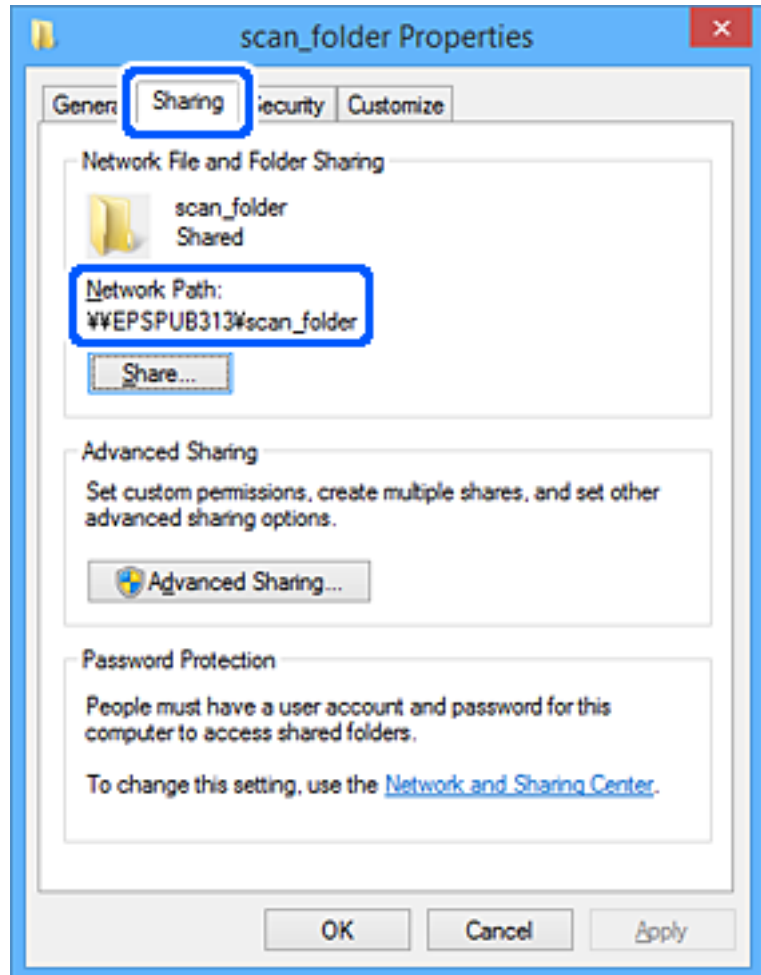 scan_folder Properties
Genera Sharing ecurity Customize
Network File and Folder Sharing
scan_folder
Shared
Network Path:
¥¥EPSPUB313¥scan_folder
Share...
Advanced Sharing
Set custom permissions, create multiple shares, and set other
advanced sharing options.
Advanced Sharing...
Password Protection
People must have a user account and password for this
computer to access shared folders.
To change this setting, use the Network and Sharing Center.
OK Cancel Apply